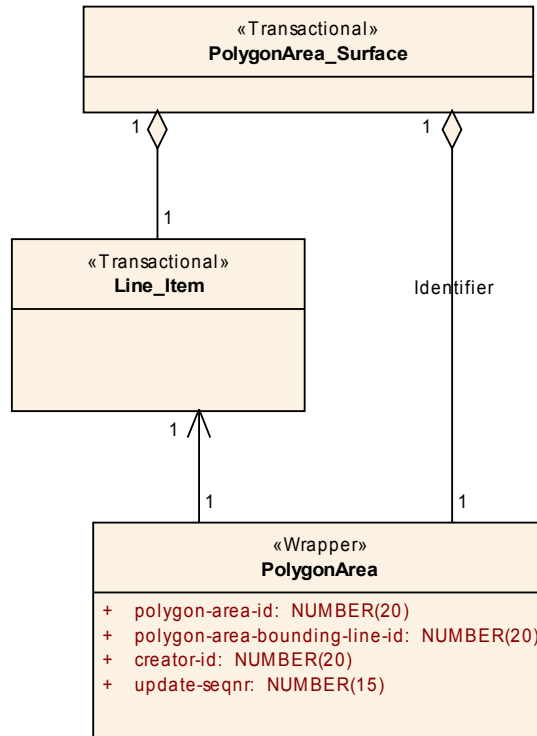 «Transactional»
PolygonArea_Surface
1
1
1
«Transactional»
Line_Item
Identifier
1
1
1
«Wrapper»
PolygonArea
+ polygon-area-id: NUMBER(20)
+ polygon-area-bounding-line-id: NUMBER(20)
+ creator-id: NUMBER(20)
+ update-seqnr: NUMBER(15)